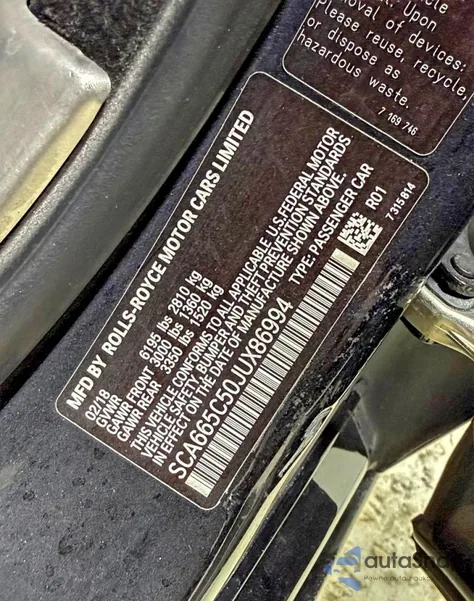 t. Upon
oval of devices.
Please reuse, recycle,
or dispose as
hazardous waste.
7 169 746
MFD BY ROLLS-ROYCE MOTOR CARS LIMITED
02/18
GVWR 6195 lbs 2810 kg
GAWR FRONT 3000 lbs 1360 kg
GAWR REAR 3350 lbs 1520 kg
THIS VEHICLE CONFORMS TO ALL APPLICABLE U.S.FEDERAL MOTOR
VEHICLE SAFETY, BUMPER AND THEFT PREVENTION STANDARDS
IN EFFECT ON THE DATE OF MANUFACTURE SHOWN ABOVE.
SCA665C50JUX86994 TYPE: PASSENGER CAR
R01
7315814